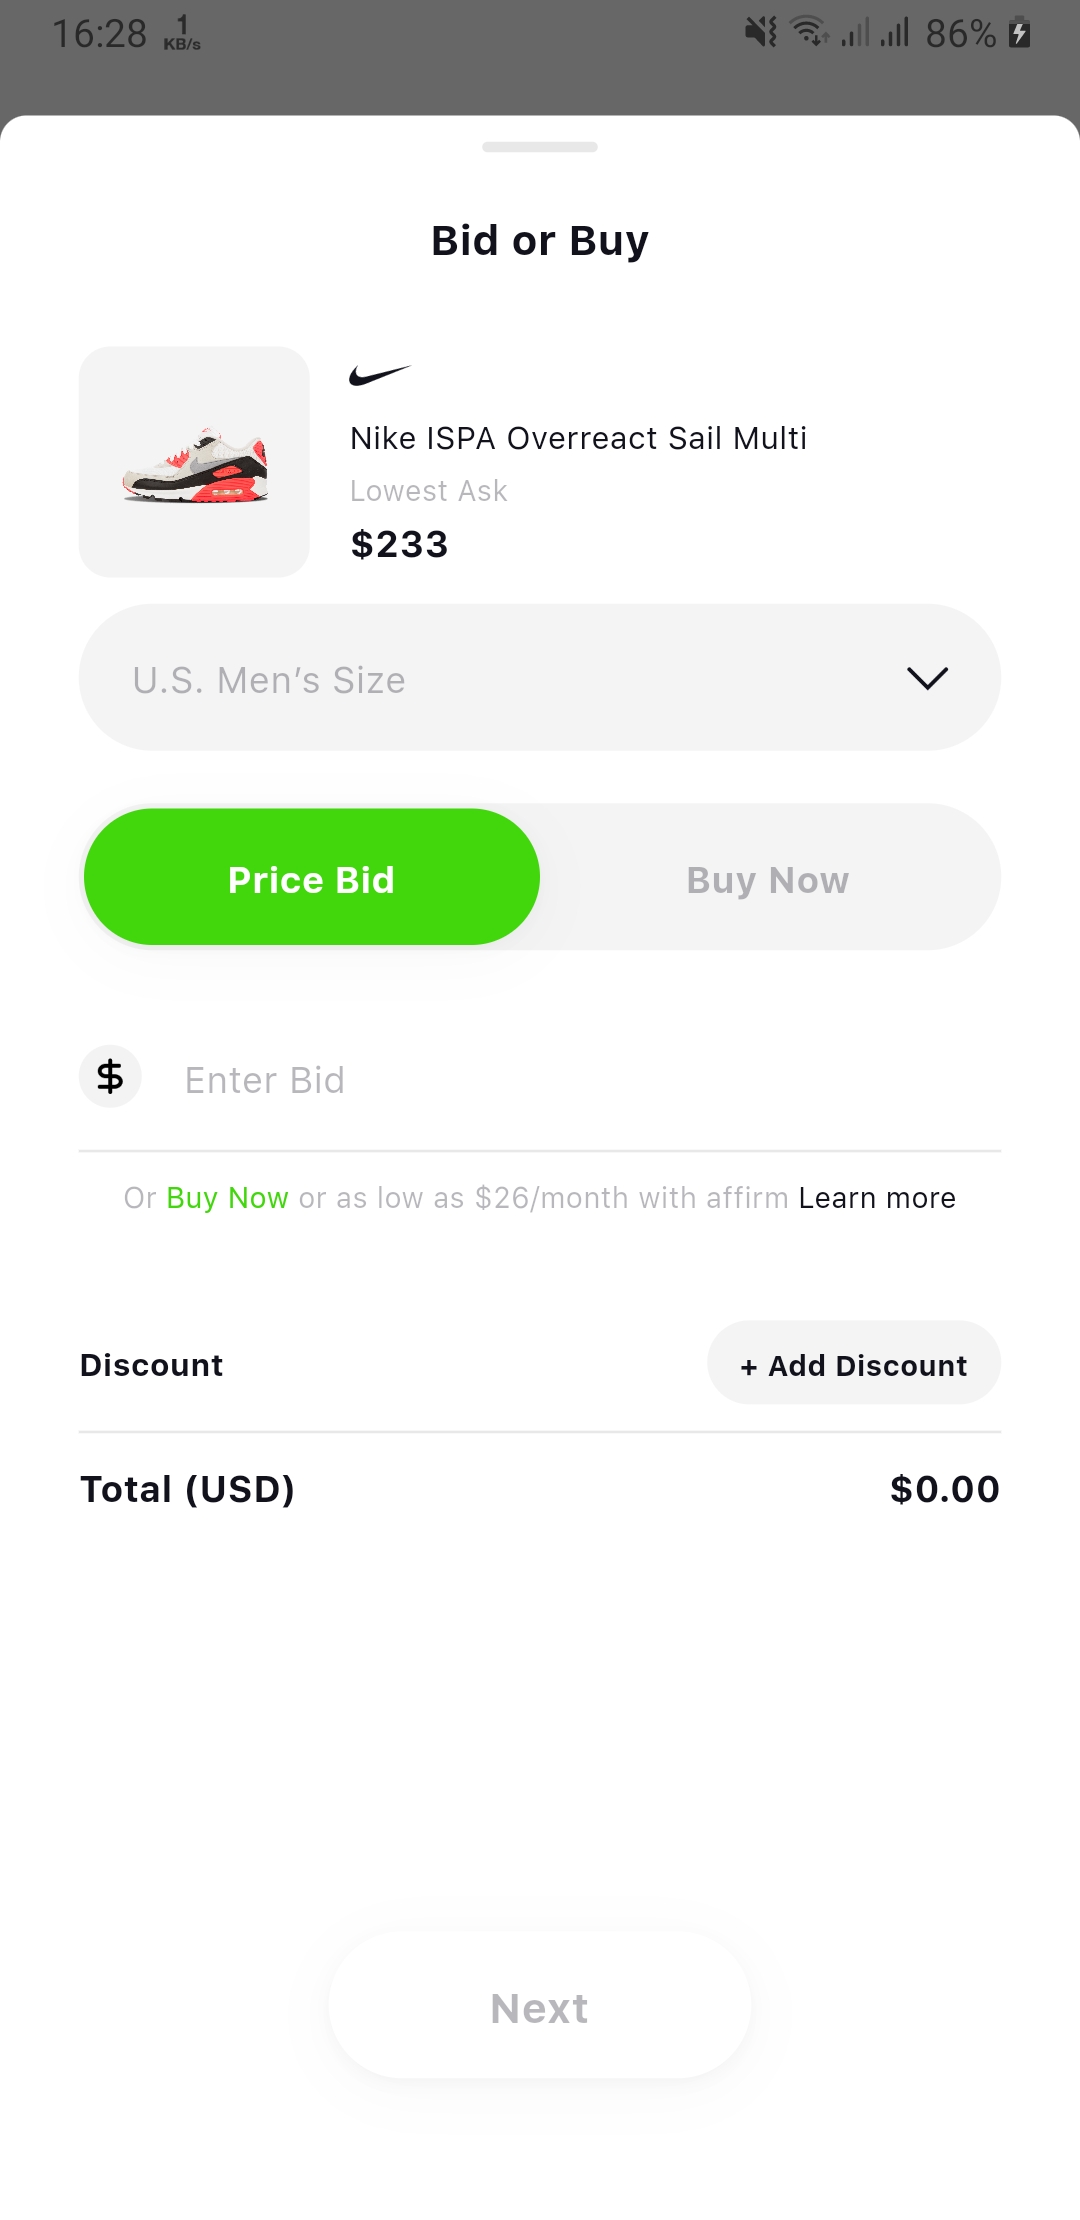 16:28 1 KB/s 86%
Bid or Buy
Nike ISPA Overreact Sail Multi
Lowest Ask
$233
U.S. Men’s Size
Price Bid Buy Now
$ Enter Bid
Or Buy Now or as low as $26/month with affirm Learn more
Discount + Add Discount
Total (USD) $0.00
Next